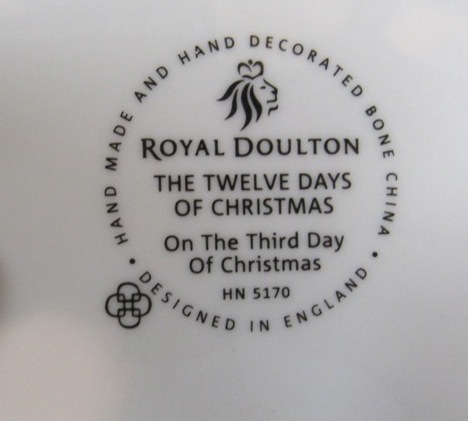 HAND MADE AND HAND DECORATED BONE CHINA
ROYAL DOULTON
THE TWELVE DAYS
OF CHRISTMAS
On The Third Day
Of Christmas
HN 5170
• DESIGNED IN ENGLAND •